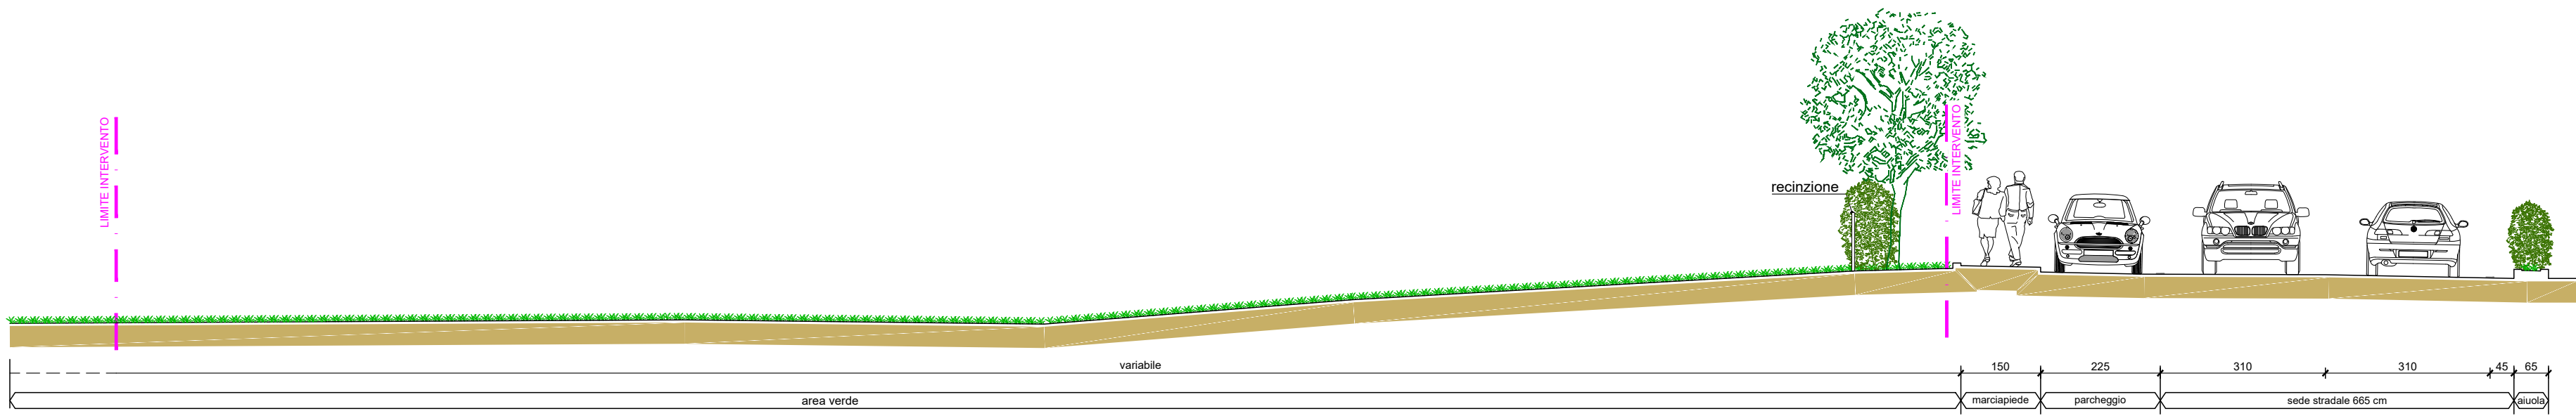 LIMITE INTERVENTO
LIMITE INTERVENTO
recinzione
variabile 150 225 310 310 45 65
area verde marciapiede parcheggio sede stradale 665 cm aiuola